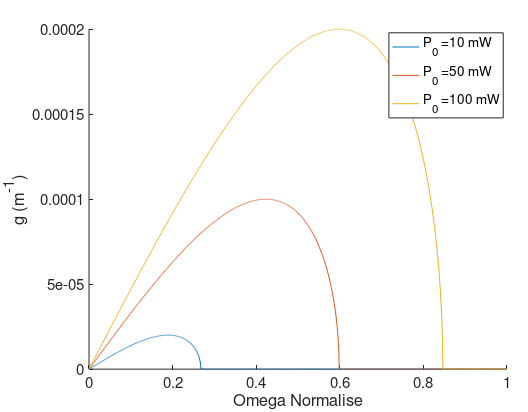 0.0002
0.00015
0.0001
5e-05
0
g (m^-1)
0 0.2 0.4 0.6 0.8 1
Omega Normalise
P_0=10 mW
P_0=50 mW
P_0=100 mW